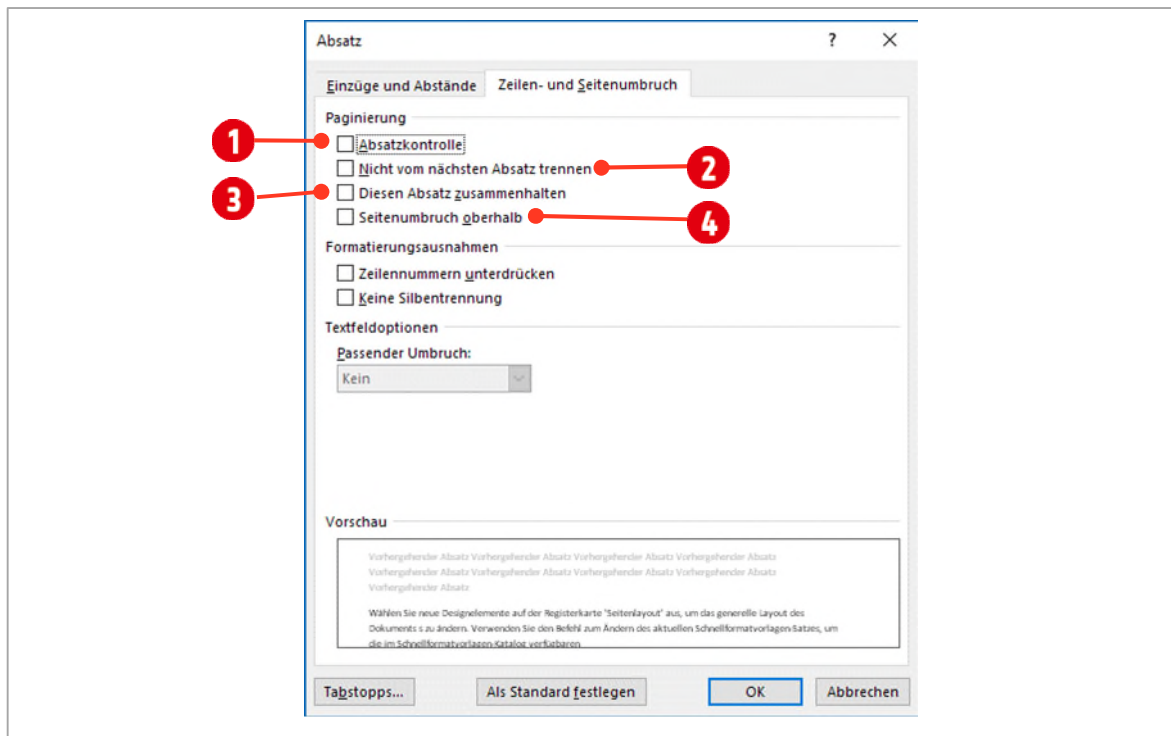 Absatz ?
Einzüge und Abstände Zeilen- und Seitenumbruch
Paginierung
1 Absatzkontrolle
Nicht vom nächsten Absatz trennen 2
3 Diesen Absatz zusammenhalten
Seitenumbruch oberhalb 4
Formatierungsausnahmen
Zeilennummern unterdrücken
Keine Silbentrennung
Textfeldoptionen
Passender Umbruch:
Kein
Vorschau
Vorhergehender Absatz Vorhergehender Absatz Vorhergehender Absatz Vorhergehender Absatz
Vorhergehender Absatz Vorhergehender Absatz Vorhergehender Absatz Vorhergehender Absatz
Vorhergehender Absatz
Wählen Sie neue Designelemente auf der Registerkarte "Seitenlayout" aus, um das generelle Layout des
Dokuments s zu ändern. Verwenden Sie den Befehl zum Ändern des aktuellen Schnellformatvorlagen-Satzes, um
die im Schnellformatvorlagen-Katalog verfügbaren
Tabstopps... Als Standard festlegen OK Abbrechen